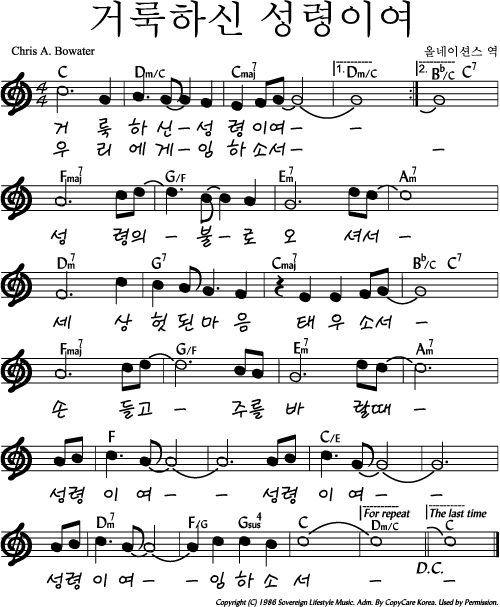 거룩하신 성령이여
Chris A. Bowater
올네이션스 역
C Dm/C Cmaj7 1. Dm/C 2. Bb/C C7
4 4
거 룩 하 신 - 성 령 이여 - - -
우 리 에 게 - 임 하 소서 - -
Fmaj7 G/F Em7 Am7
성 령의 - 불 - 로 오 셔서 -
Dm7 G7 Cmaj7 Bb/C C7
세 상 헛 된 마 음 태 우 소서 -
Fmaj7 G/F Em7 Am7
손 들고 - 주를 바 랄때 -
F C/E
성령 이 여 - - 성령 이 여 - -
For repeat The last time
Dm7 F/G Gsus4 C Dm/C C
성령 이 여 - - 임 하 소 서 - -
D.C.
Copyright (C) 1986 Sovereign Lifestyle Music. Adm. By CopyCare Korea. Used by Permission.